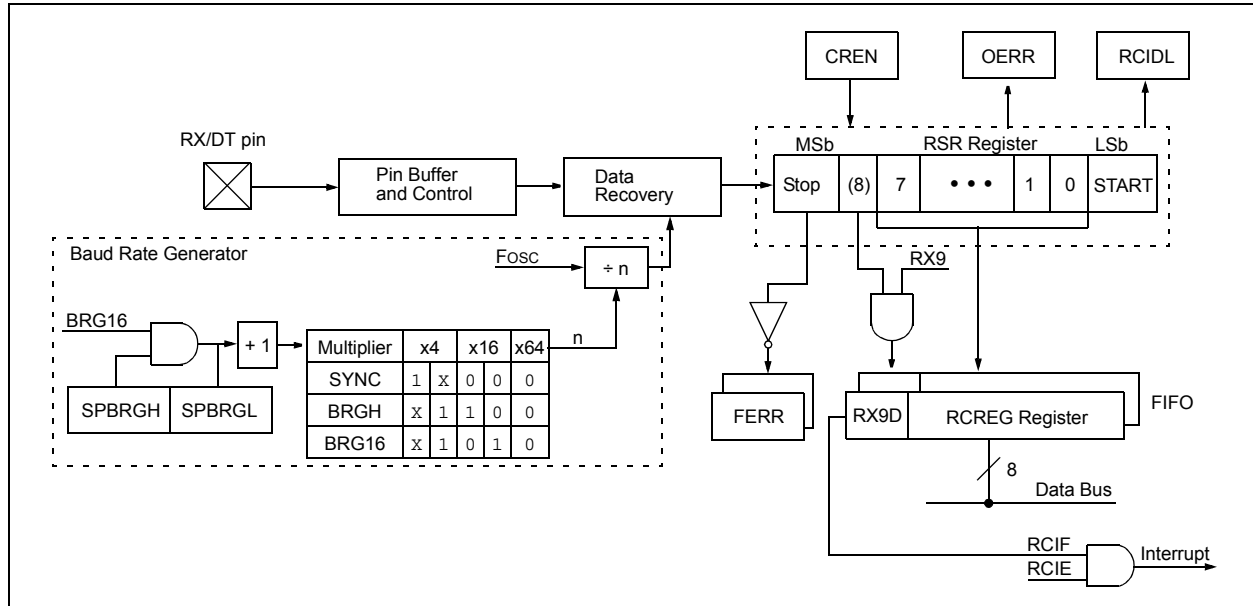 CREN
OERR
RCIDL
RX/DT pin
MSb
RSR Register
LSb
Pin Buffer
and Control
Data
Recovery
Stop (8) 7 • • • 1 0 START
Baud Rate Generator
FOSC
÷ n
RX9
BRG16
+ 1
n
SPBRGH SPBRGL
Multiplier x4 x16 x64
SYNC 1 X 0 0 0
BRGH X 1 1 0 0
BRG16 X 1 0 1 0
FERR
RX9D
RCREG Register
FIFO
8
Data Bus
RCIF
RCIE
Interrupt